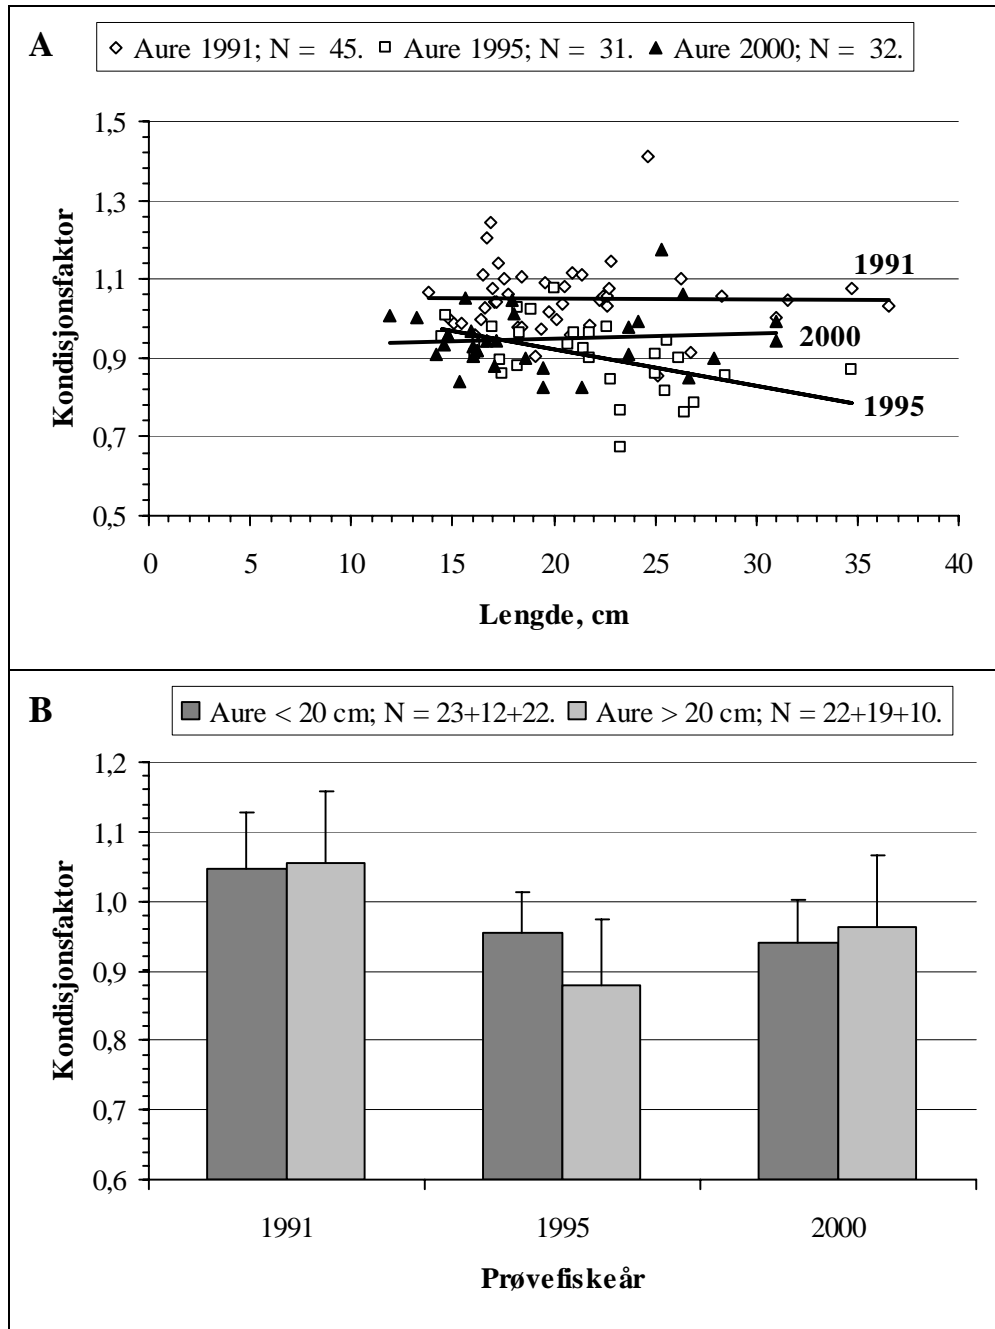 A
Aure 1991; N = 45. Aure 1995; N = 31. Aure 2000; N = 32.
1,5
1,3
1,1
0,9
0,7
0,5
Kondisjonsfaktor
1991
2000
1995
0 5 10 15 20 25 30 35 40
Lengde, cm
B
Aure < 20 cm; N = 23+12+22. Aure > 20 cm; N = 22+19+10.
1,2
1,1
1,0
0,9
0,8
0,7
0,6
Kondisjonsfaktor
1991 1995 2000
Prøvefiskeår